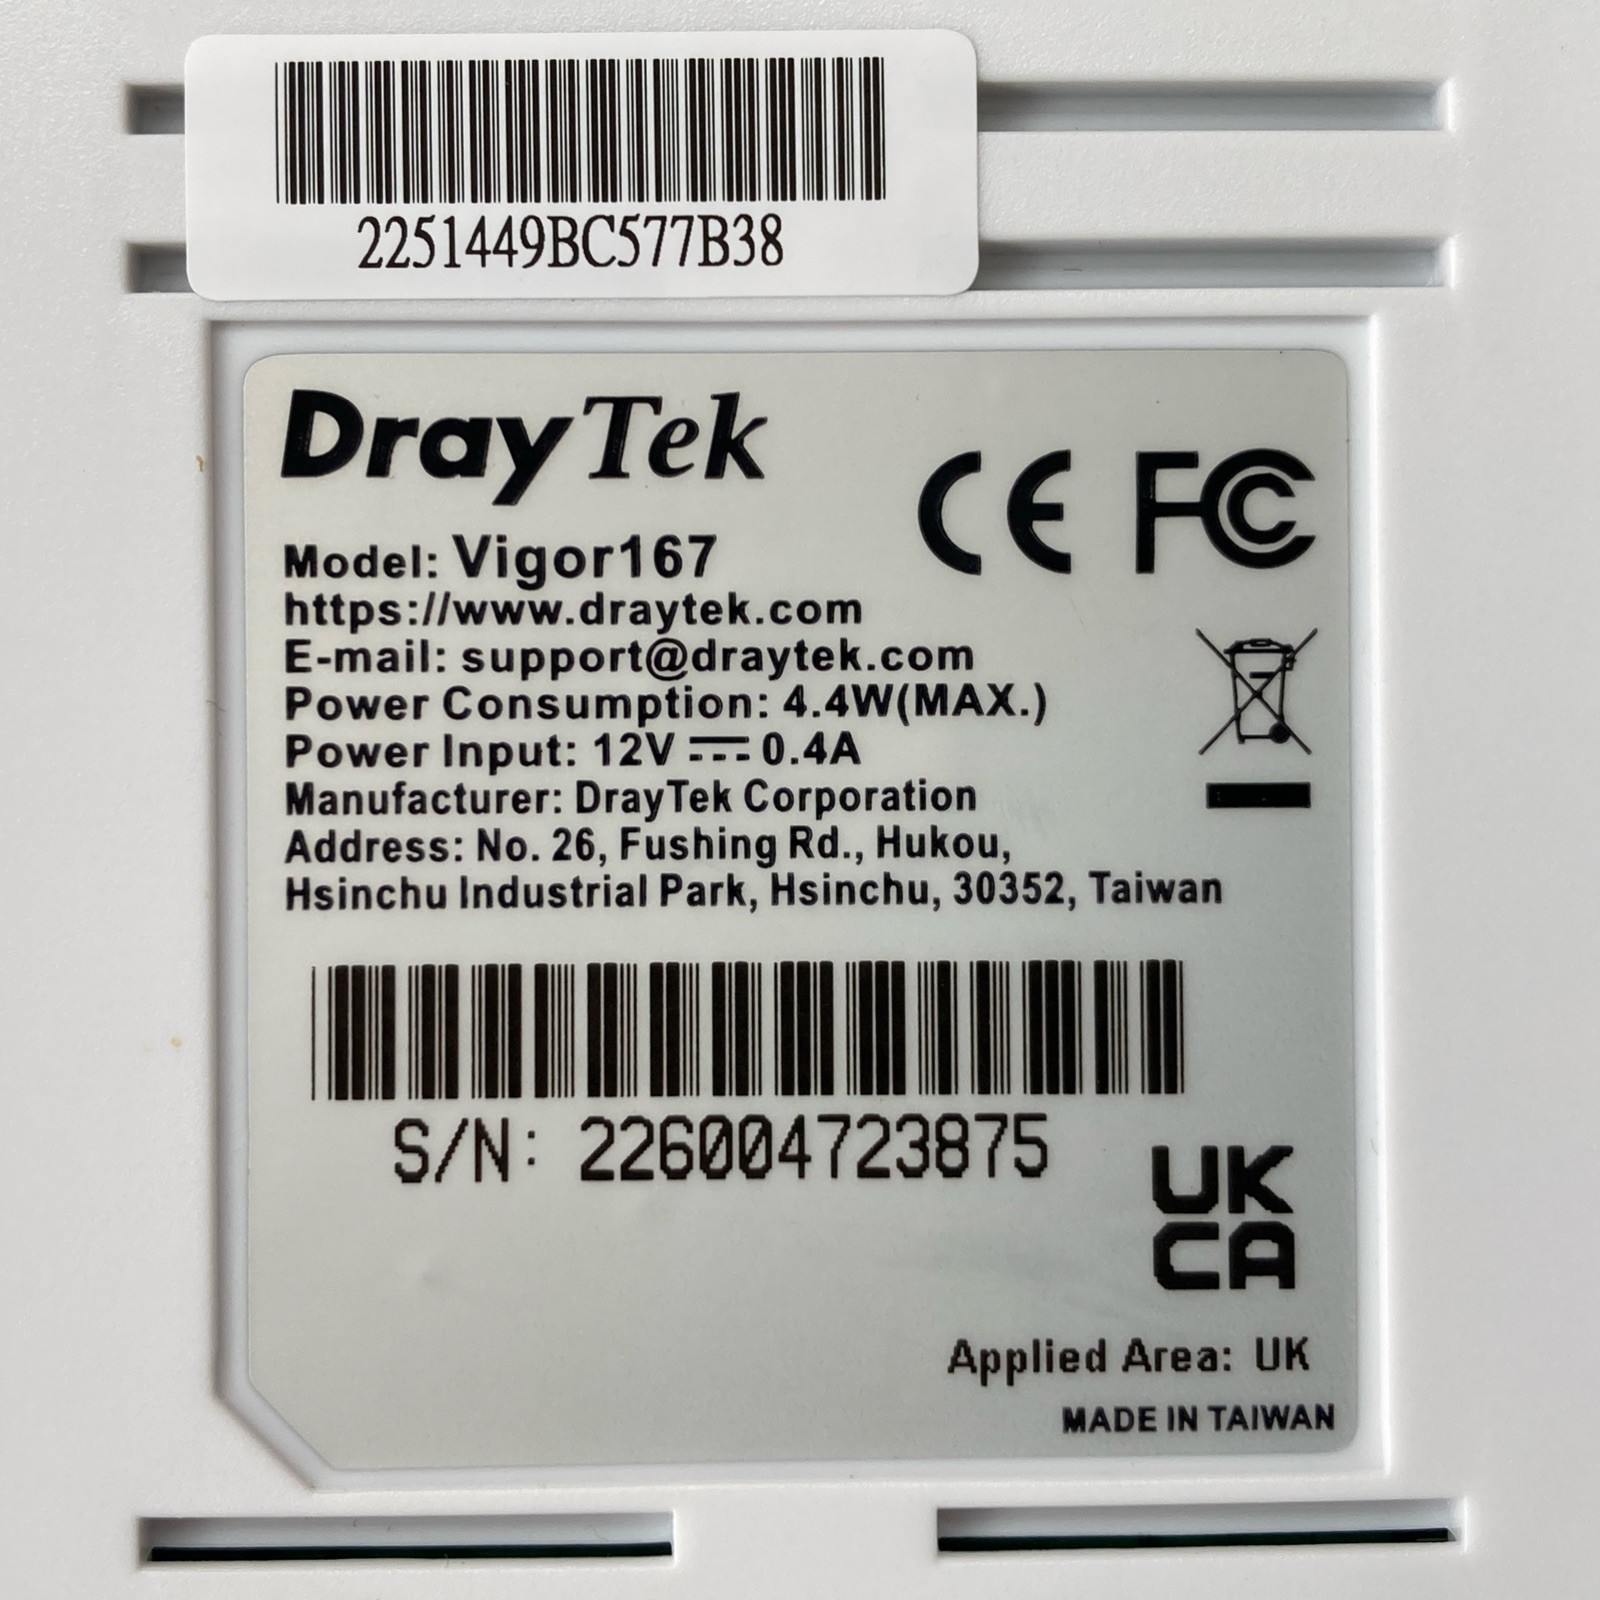 2251449BC577B38
DrayTek
CE FC
Model: Vigor167
https://www.draytek.com
E-mail: support@draytek.com
Power Consumption: 4.4W(MAX.)
Power Input: 12V ⎓ 0.4A
Manufacturer: DrayTek Corporation
Address: No. 26, Fushing Rd., Hukou,
Hsinchu Industrial Park, Hsinchu, 30352, Taiwan
S/N: 226004723875
UK
CA
Applied Area: UK
MADE IN TAIWAN